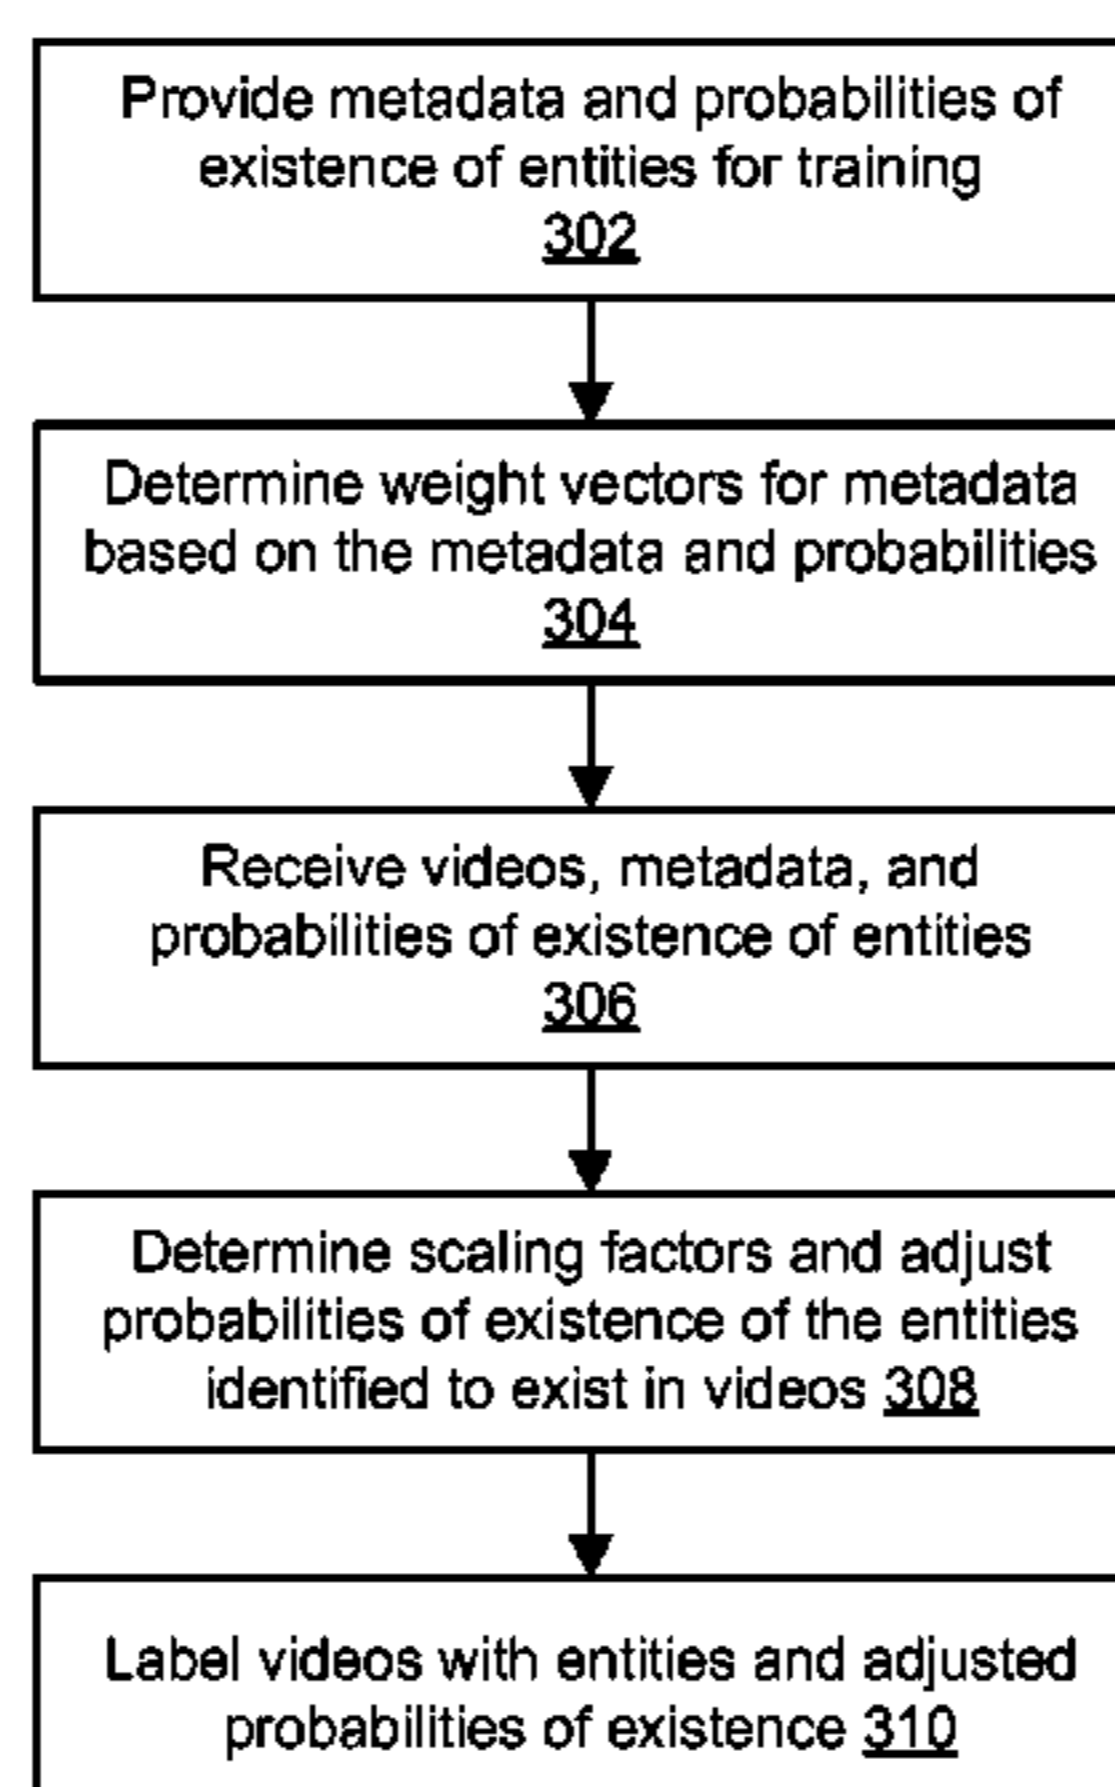 Provide metadata and probabilities of
existence of entities for training
302
Determine weight vectors for metadata
based on the metadata and probabilities
304
Receive videos, metadata, and
probabilities of existence of entities
306
Determine scaling factors and adjust
probabilities of existence of the entities
identified to exist in videos 308
Label videos with entities and adjusted
probabilities of existence 310